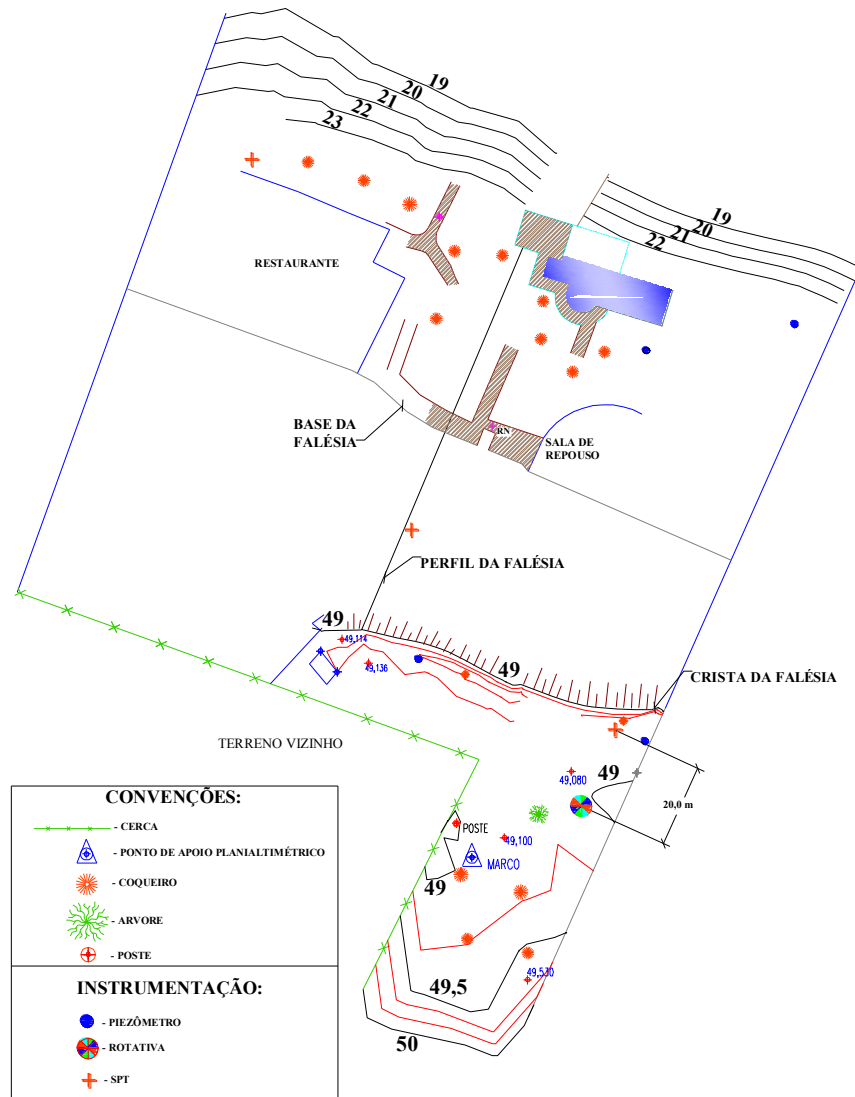 19
20
21
22
23
19
20
21
22
RESTAURANTE
BASE DA
FALÉSIA
RN
SALA DE
REPOUSO
PERFIL DA FALÉSIA
49
49,114
49,136
49
CRISTA DA FALÉSIA
TERRENO VIZINHO
49,080
49
20,0 m
POSTE
49,100
MARCO
49
49,530
49,5
50
CONVENÇÕES:
- CERCA
- PONTO DE APOIO PLANIALTIMÉTRICO
- COQUEIRO
- ARVORE
- POSTE
INSTRUMENTAÇÃO:
- PIEZÔMETRO
- ROTATIVA
- SPT